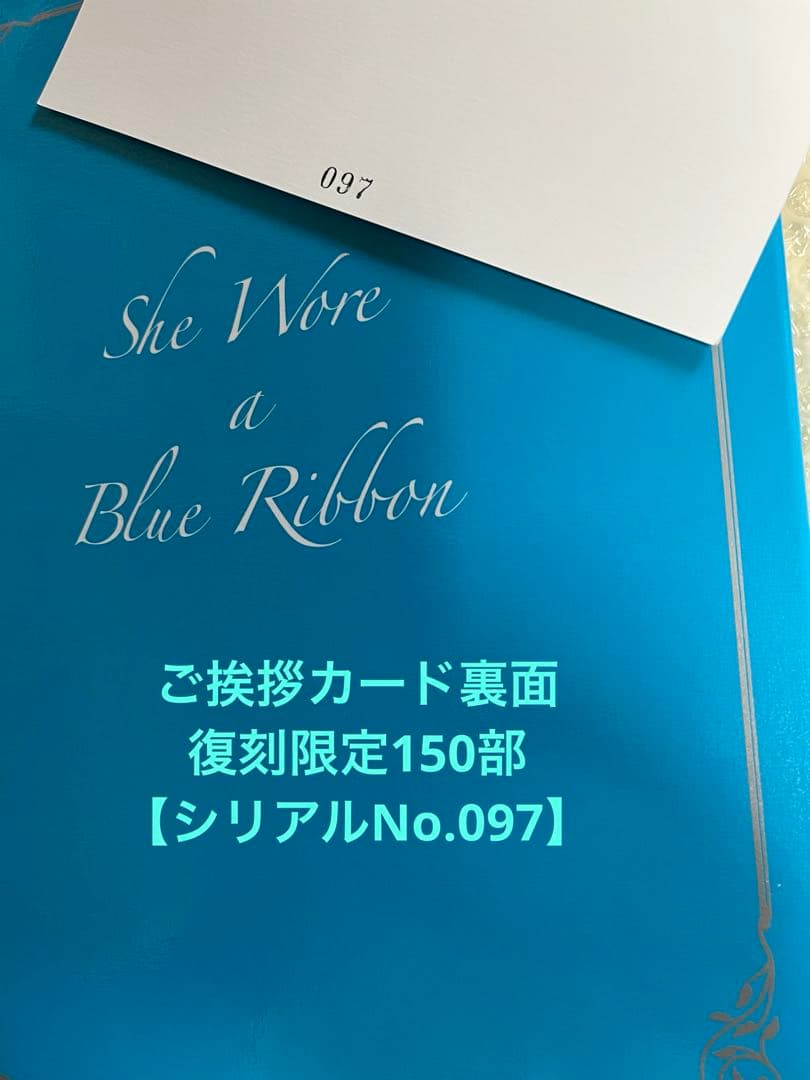 097
She Wore
a
Blue Ribbon
ご挨拶カード裏面
復刻限定150部
【シリアルNo.097】